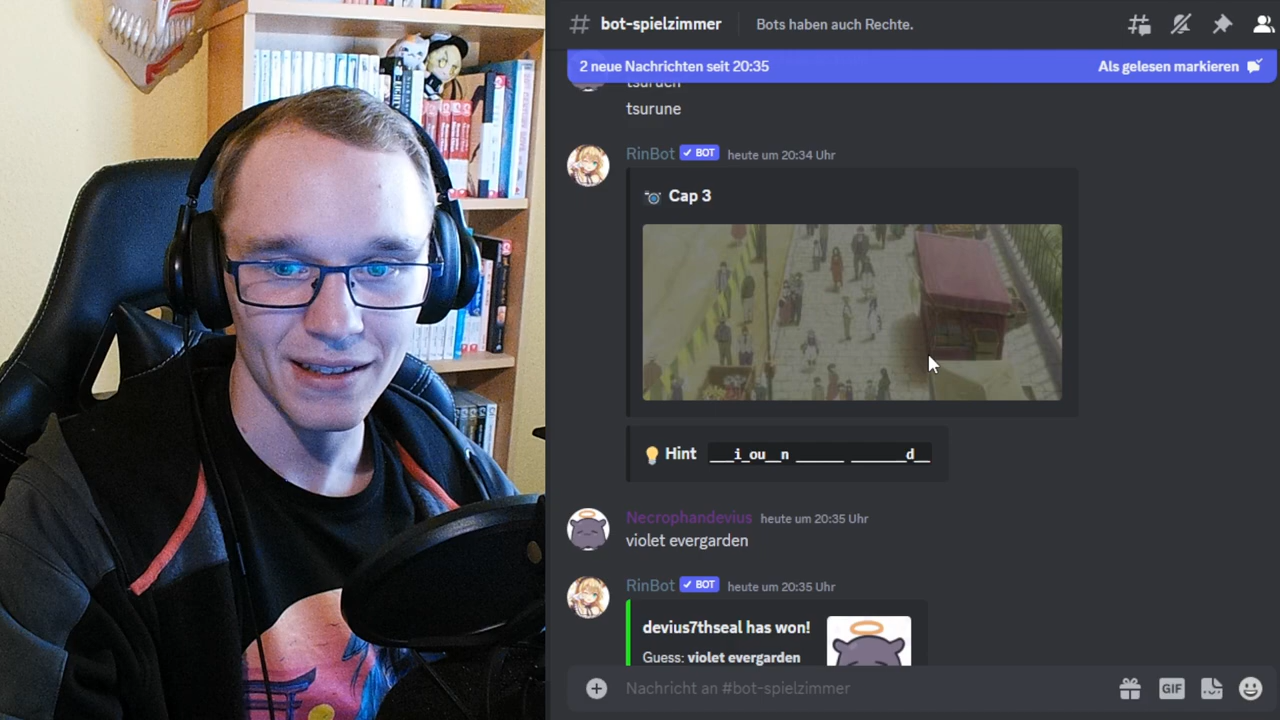 bot-spielzimmer
Bots haben auch Rechte.
2 neue Nachrichten seit 20:35
Als gelesen markieren
tsurune
RinBot BOT heute um 20:34 Uhr
Cap 3
Hint ___i_ou__n ______ _______d__
Necrophandevius heute um 20:35 Uhr
violet evergarden
RinBot BOT heute um 20:35 Uhr
devius7thseal has won!
Guess: violet evergarden
Nachricht an #bot-spielzimmer
GIF